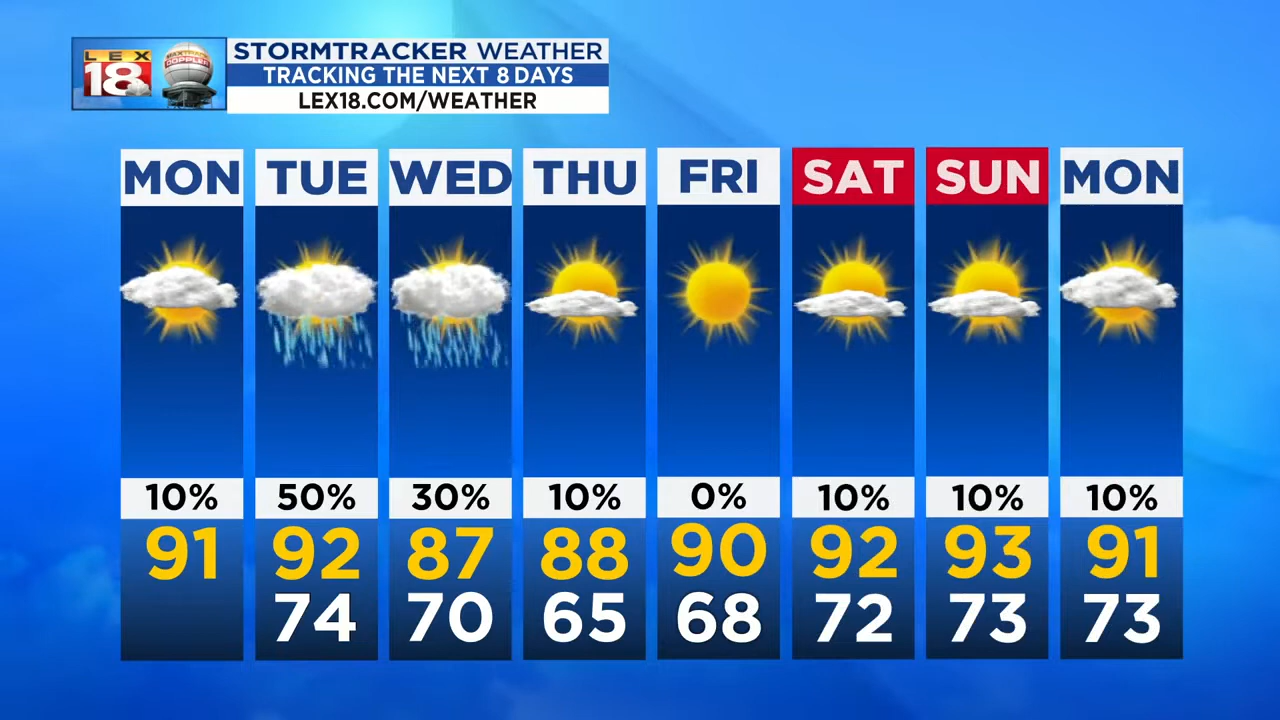 LEX
18
DOPPLER
STORMTRACKER WEATHER
TRACKING THE NEXT 8 DAYS
LEX18.COM/WEATHER
MON TUE WED THU FRI SAT SUN MON
10% 50% 30% 10% 0% 10% 10% 10%
91 92 87 88 90 92 93 91
74 70 65 68 72 73 73